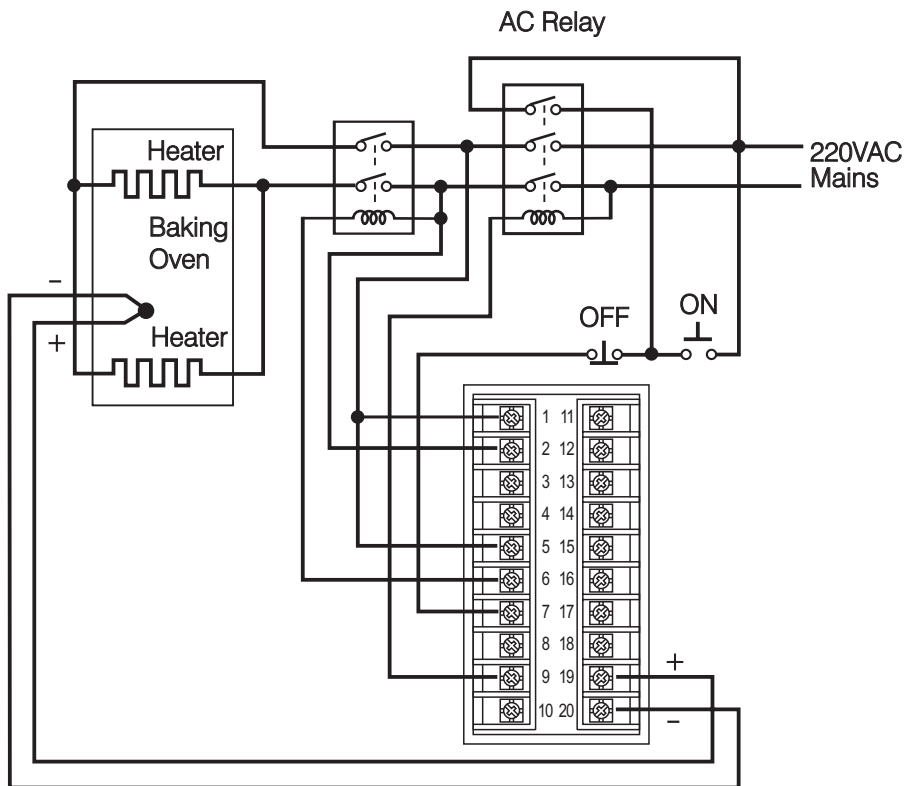 AC Relay
220VAC
Mains
Heater
Baking
Oven
Heater
−
+
OFF
ON
1 11
2 12
3 13
4 14
5 15
6 16
7 17
8 18
9 19
10 20
+
−